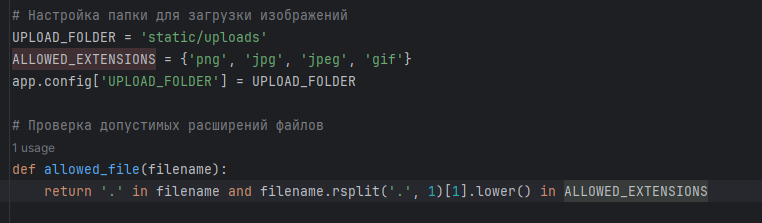 # Настройка папки для загрузки изображений
UPLOAD_FOLDER = 'static/uploads'
ALLOWED_EXTENSIONS = {'png', 'jpg', 'jpeg', 'gif'}
app.config['UPLOAD_FOLDER'] = UPLOAD_FOLDER
# Проверка допустимых расширений файлов
1 usage
def allowed_file(filename):
return '.' in filename and filename.rsplit('.', 1)[1].lower() in ALLOWED_EXTENSIONS